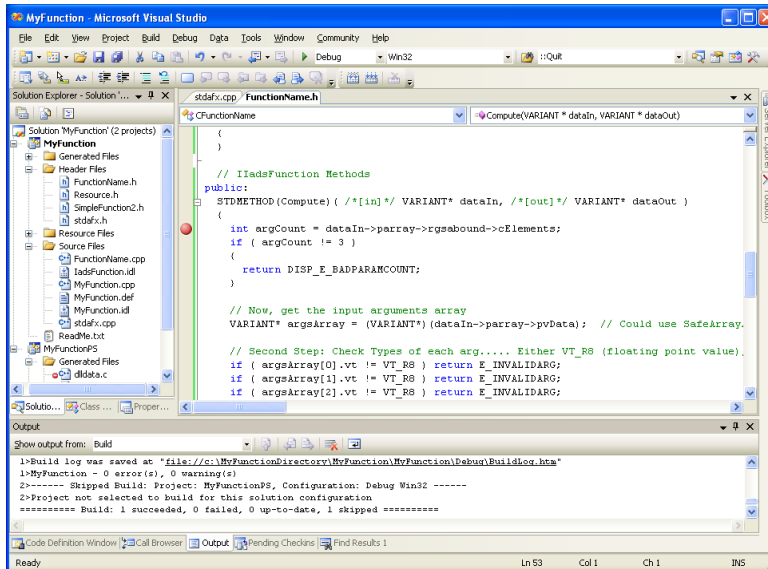 MyFunction - Microsoft Visual Studio
File Edit View Project Build Debug Data Tools Window Community Help
Debug Win32 ::Quit
Solution Explorer - Solution '...
stdafx.cpp FunctionName.h
CFunctionName Compute(VARIANT * dataIn, VARIANT * dataOut)
Solution 'MyFunction' (2 projects)
MyFunction
Generated Files
Header Files
FunctionName.h
Resource.h
SimpleFunction2.h
stdafx.h
Resource Files
Source Files
FunctionName.cpp
IadsFunction.idl
MyFunction.cpp
MyFunction.def
MyFunction.idl
stdafx.cpp
ReadMe.txt
MyFunctionPS
Generated Files
dlldata.c
Solutio... Class ... Proper...
{
}
// IIadsFunction Methods
public:
STDMETHOD(Compute)( /*[in]*/ VARIANT* dataIn, /*[out]*/ VARIANT* dataOut )
{
int argCount = dataIn->parray->rgsabound->cElements;
if ( argCount != 3 )
{
return DISP_E_BADPARAMCOUNT;
}
// Now, get the input arguments array
VARIANT* argsArray = (VARIANT*)(dataIn->parray->pvData); // Could use SafeArray.
// Second Step: Check Types of each arg..... Either VT_R8 (floating point value),
if ( argsArray[0].vt != VT_R8 ) return E_INVALIDARG;
if ( argsArray[1].vt != VT_R8 ) return E_INVALIDARG;
if ( argsArray[2].vt != VT_R8 ) return E_INVALIDARG;
Server Explorer
Toolbox
Output
Show output from: Build
1>Build log was saved at "file://c:\MyFunctionDirectory\MyFunction\MyFunction\Debug\BuildLog.htm"
1>MyFunction - 0 error(s), 0 warning(s)
2>------ Skipped Build: Project: MyFunctionPS, Configuration: Debug Win32 ------
2>Project not selected to build for this solution configuration
========== Build: 1 succeeded, 0 failed, 0 up-to-date, 1 skipped ==========
Code Definition Window Call Browser Output Pending Checkins Find Results 1
Ready Ln 53 Col 1 Ch 1 INS